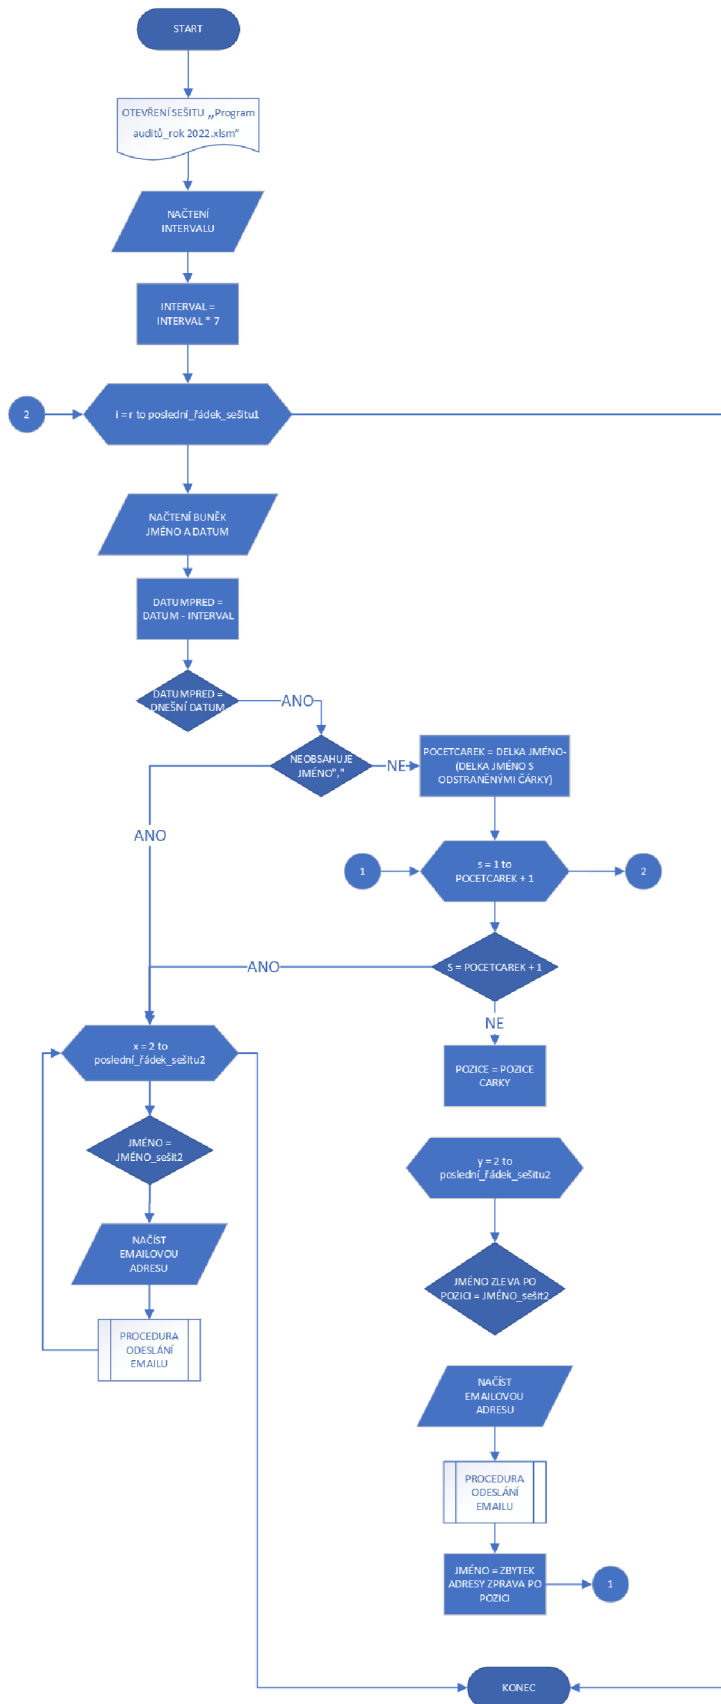 START
OTEVŘENÍ SEŠITU „Program
auditů_rok 2022.xlsm"
NAČTENÍ
INTERVALU
INTERVAL =
INTERVAL * 7
2
i = r to poslední_řádek_sešitu1
NAČTENÍ BUNĚK
JMÉNO A DATUM
DATUMPRED =
DATUM - INTERVAL
DATUMPRED =
DNEŠNÍ DATUM
ANO
NEOBSAHUJE
JMÉNO","
NE
POCETCAREK = DELKA JMÉNO-
(DELKA JMÉNO S
ODSTRANĚNÝMI ČÁRKY)
ANO
1
s = 1 to
POCETCAREK + 1
2
S = POCETCAREK + 1
ANO
NE
x = 2 to
poslední_řádek_sešitu2
POZICE = POZICE
CARKY
JMÉNO =
JMÉNO_sešit2
y = 2 to
poslední_řádek_sešitu2
NAČÍST
EMAILOVOU
ADRESU
JMÉNO ZLEVA PO
POZICI = JMÉNO_sešit2
PROCEDURA
ODESLÁNÍ
EMAILU
NAČÍST
EMAILOVOU
ADRESU
PROCEDURA
ODESLÁNÍ
EMAILU
JMÉNO = ZBYTEK
ADRESY ZPRAVA PO
POZICI
1
KONEC